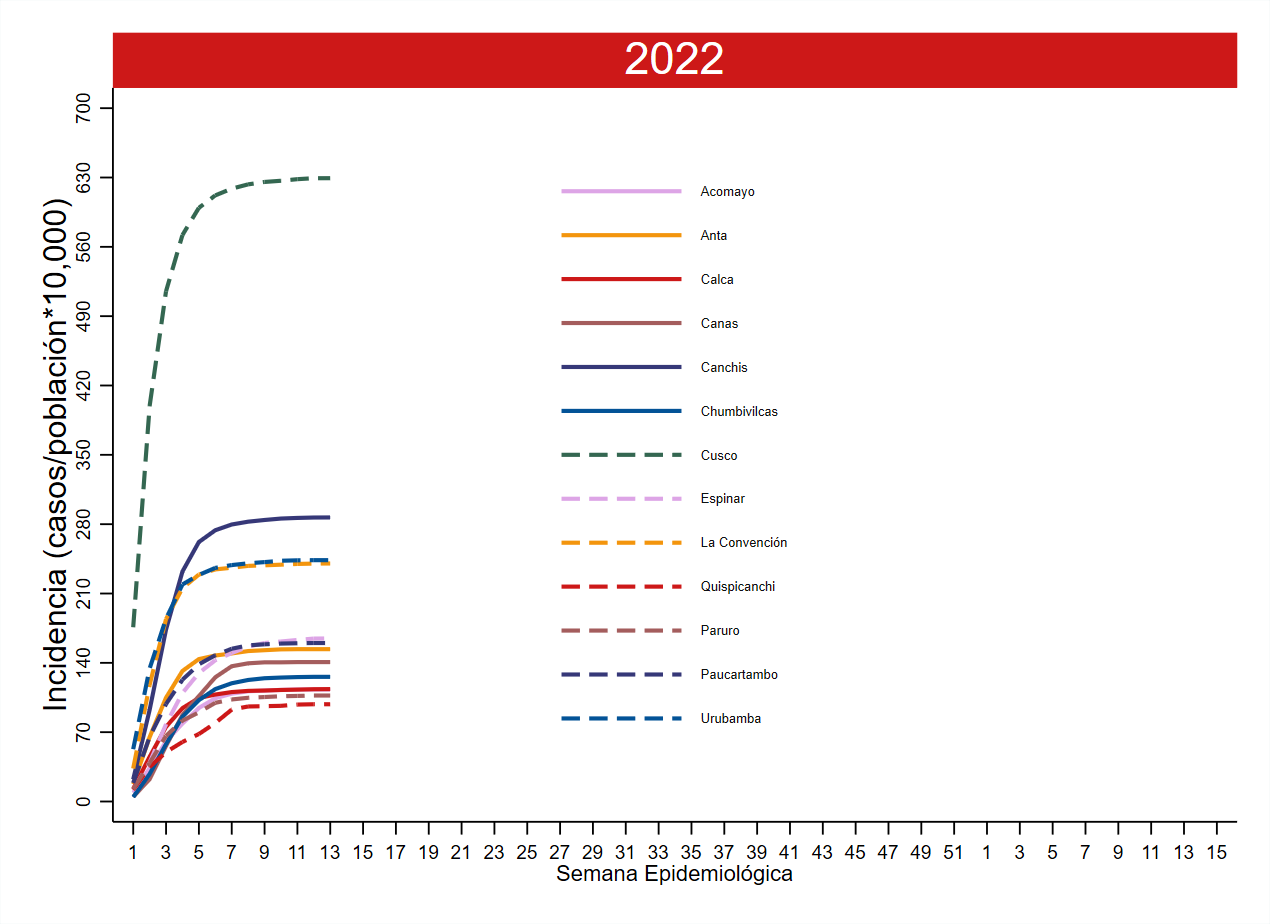 2022
Incidencia (casos/población*10,000)
700
630
560
490
420
350
280
210
140
70
0
Acomayo
Anta
Calca
Canas
Canchis
Chumbivilcas
Cusco
Espinar
La Convención
Quispicanchi
Paruro
Paucartambo
Urubamba
1 3 5 7 9 11 13 15 17 19 21 23 25 27 29 31 33 35 37 39 41 43 45 47 49 51 1 3 5 7 9 11 13 15
Semana Epidemiológica